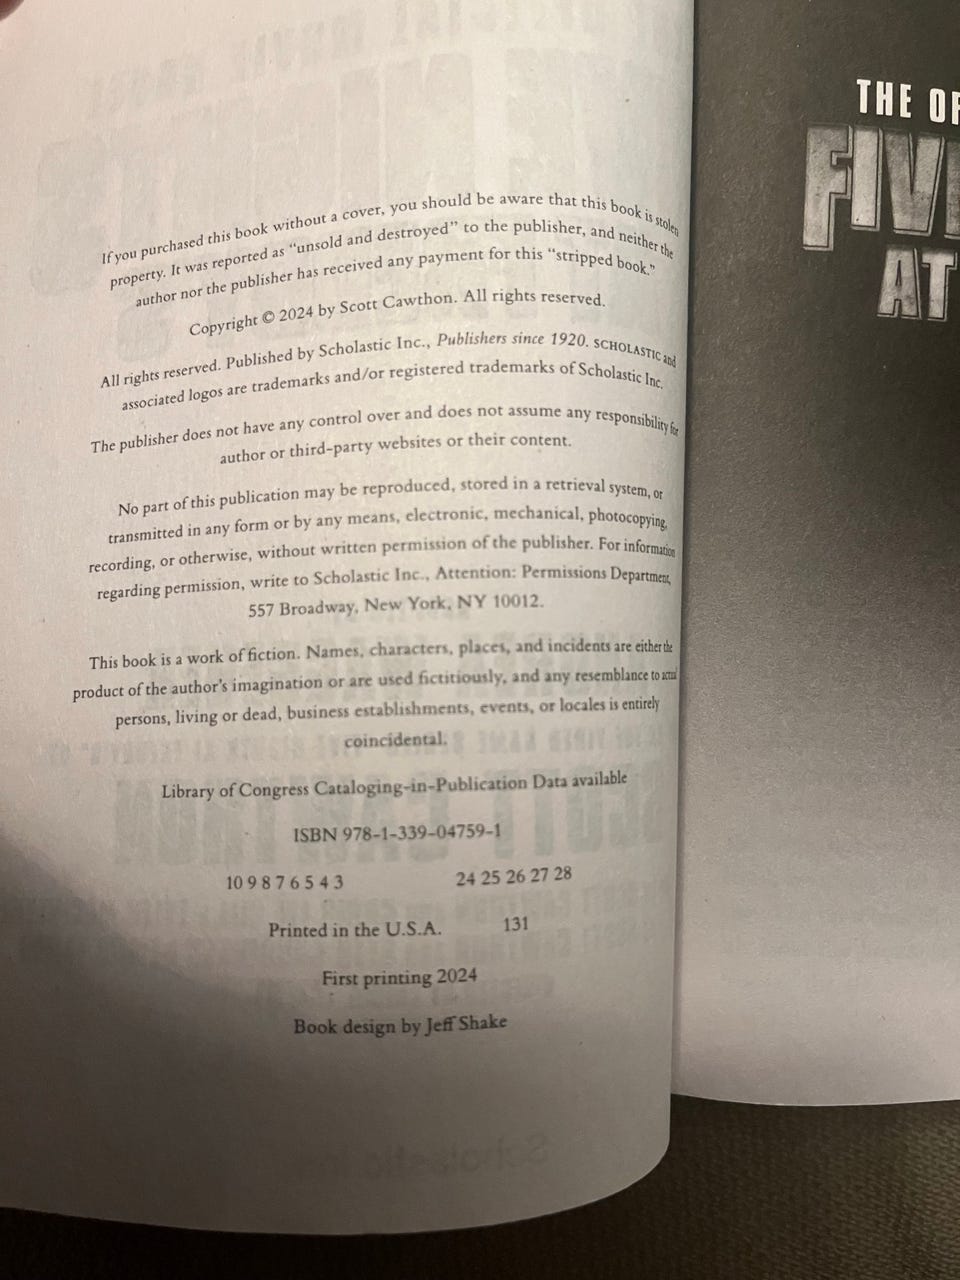 If you purchased this book without a cover, you should be aware that this book is stolen
property. It was reported as “unsold and destroyed” to the publisher, and neither the
author nor the publisher has received any payment for this “stripped book.”
Copyright © 2024 by Scott Cawthon. All rights reserved.
All rights reserved. Published by Scholastic Inc., Publishers since 1920. SCHOLASTIC and
associated logos are trademarks and/or registered trademarks of Scholastic Inc.
The publisher does not have any control over and does not assume any responsibility for
author or third-party websites or their content.
No part of this publication may be reproduced, stored in a retrieval system, or
transmitted in any form or by any means, electronic, mechanical, photocopying,
recording, or otherwise, without written permission of the publisher. For information
regarding permission, write to Scholastic Inc., Attention: Permissions Department,
557 Broadway, New York, NY 10012.
This book is a work of fiction. Names, characters, places, and incidents are either the
product of the author's imagination or are used fictitiously, and any resemblance to actual
persons, living or dead, business establishments, events, or locales is entirely
coincidental.
Library of Congress Cataloging-in-Publication Data available
ISBN 978-1-339-04759-1
10 9 8 7 6 5 4 3 24 25 26 27 28
Printed in the U.S.A. 131
First printing 2024
Book design by Jeff Shake
THE
FIV
AT